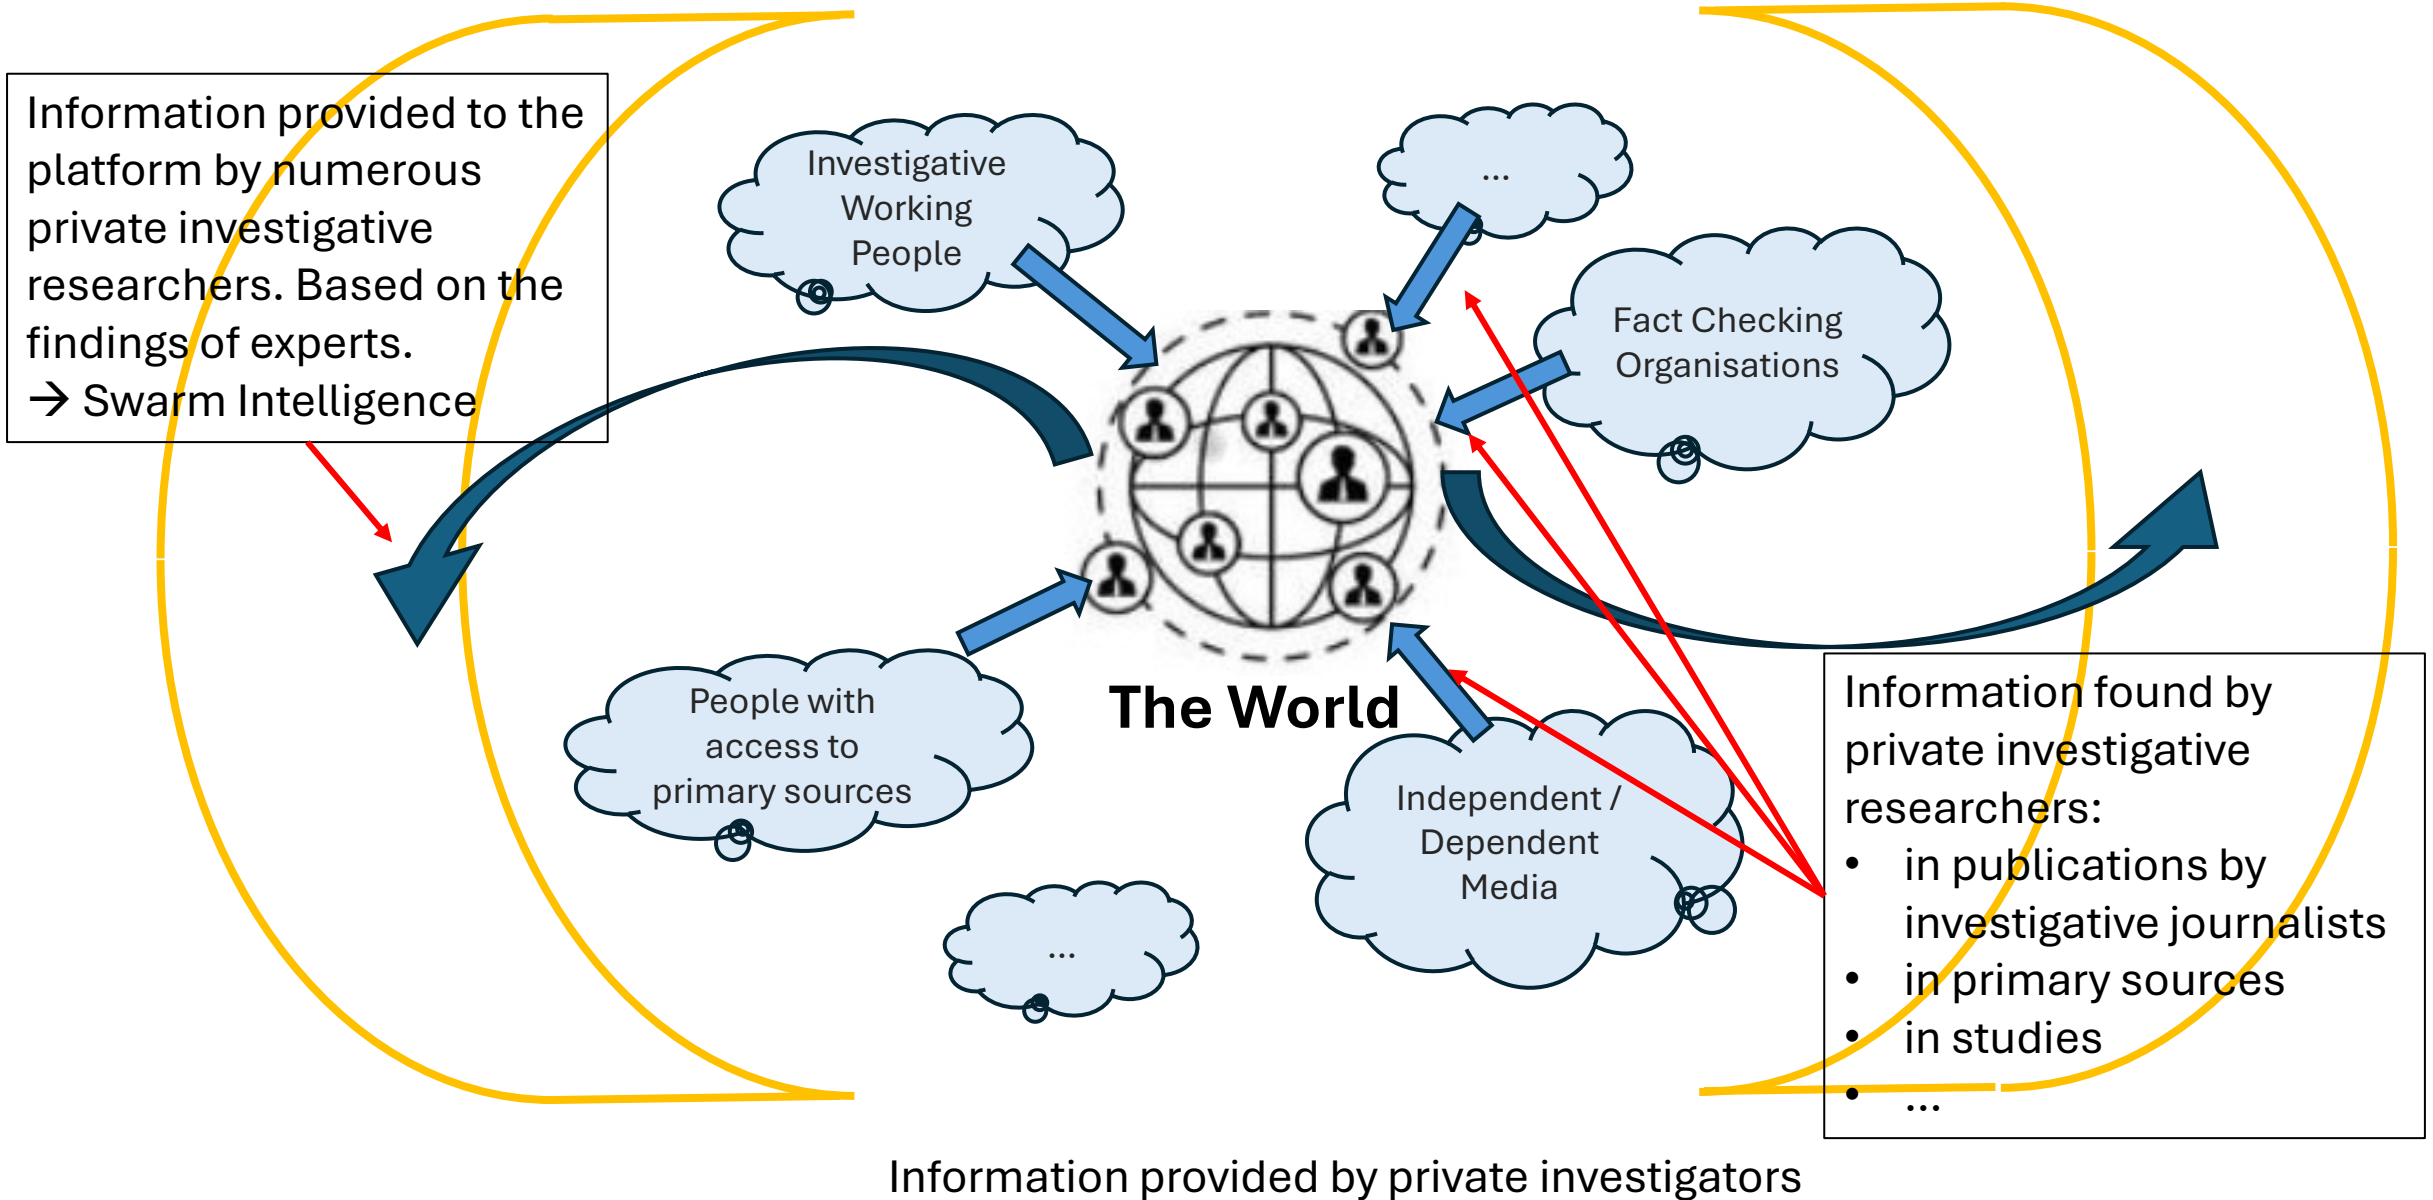 Information provided to the
platform by numerous
private investigative
researchers. Based on the
findings of experts.
→ Swarm Intelligence
Investigative
Working
People
...
Fact Checking
Organisations
People with
access to
primary sources
The World
Independent /
Dependent
Media
...
Information found by
private investigative
researchers:
• in publications by
investigative journalists
• in primary sources
• in studies
• ...
Information provided by private investigators